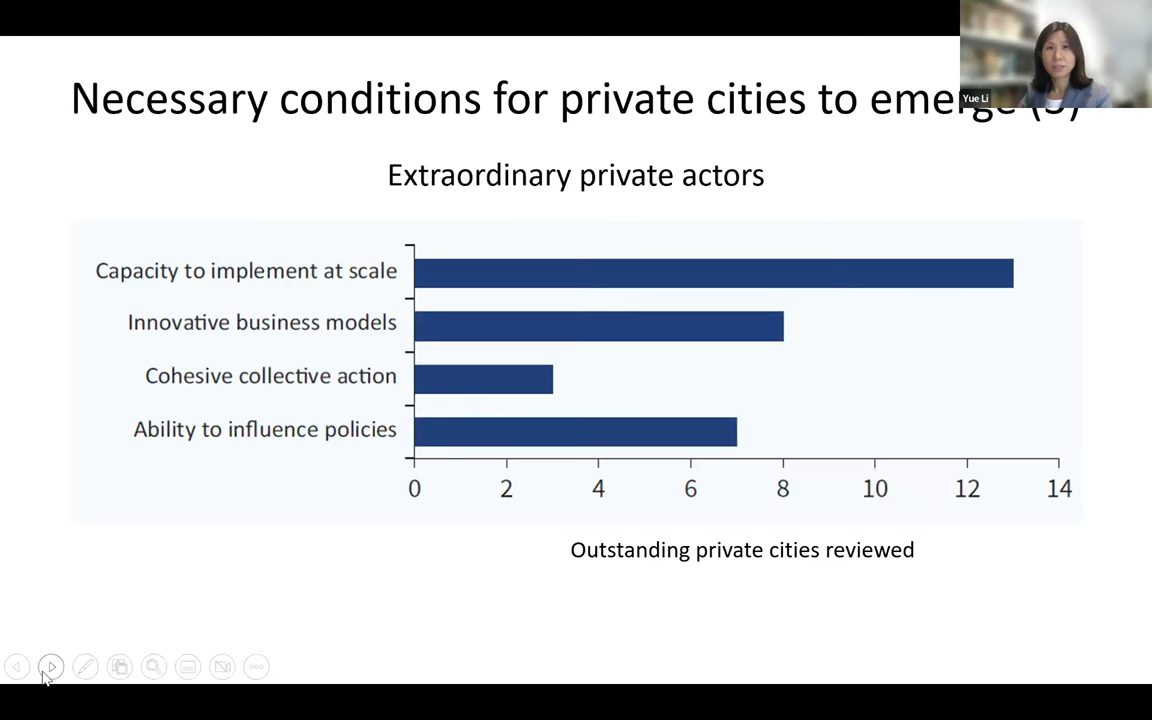 Necessary conditions for private cities to emerge
Yue Li
Extraordinary private actors
Capacity to implement at scale
Innovative business models
Cohesive collective action
Ability to influence policies
0 2 4 6 8 10 12 14
Outstanding private cities reviewed